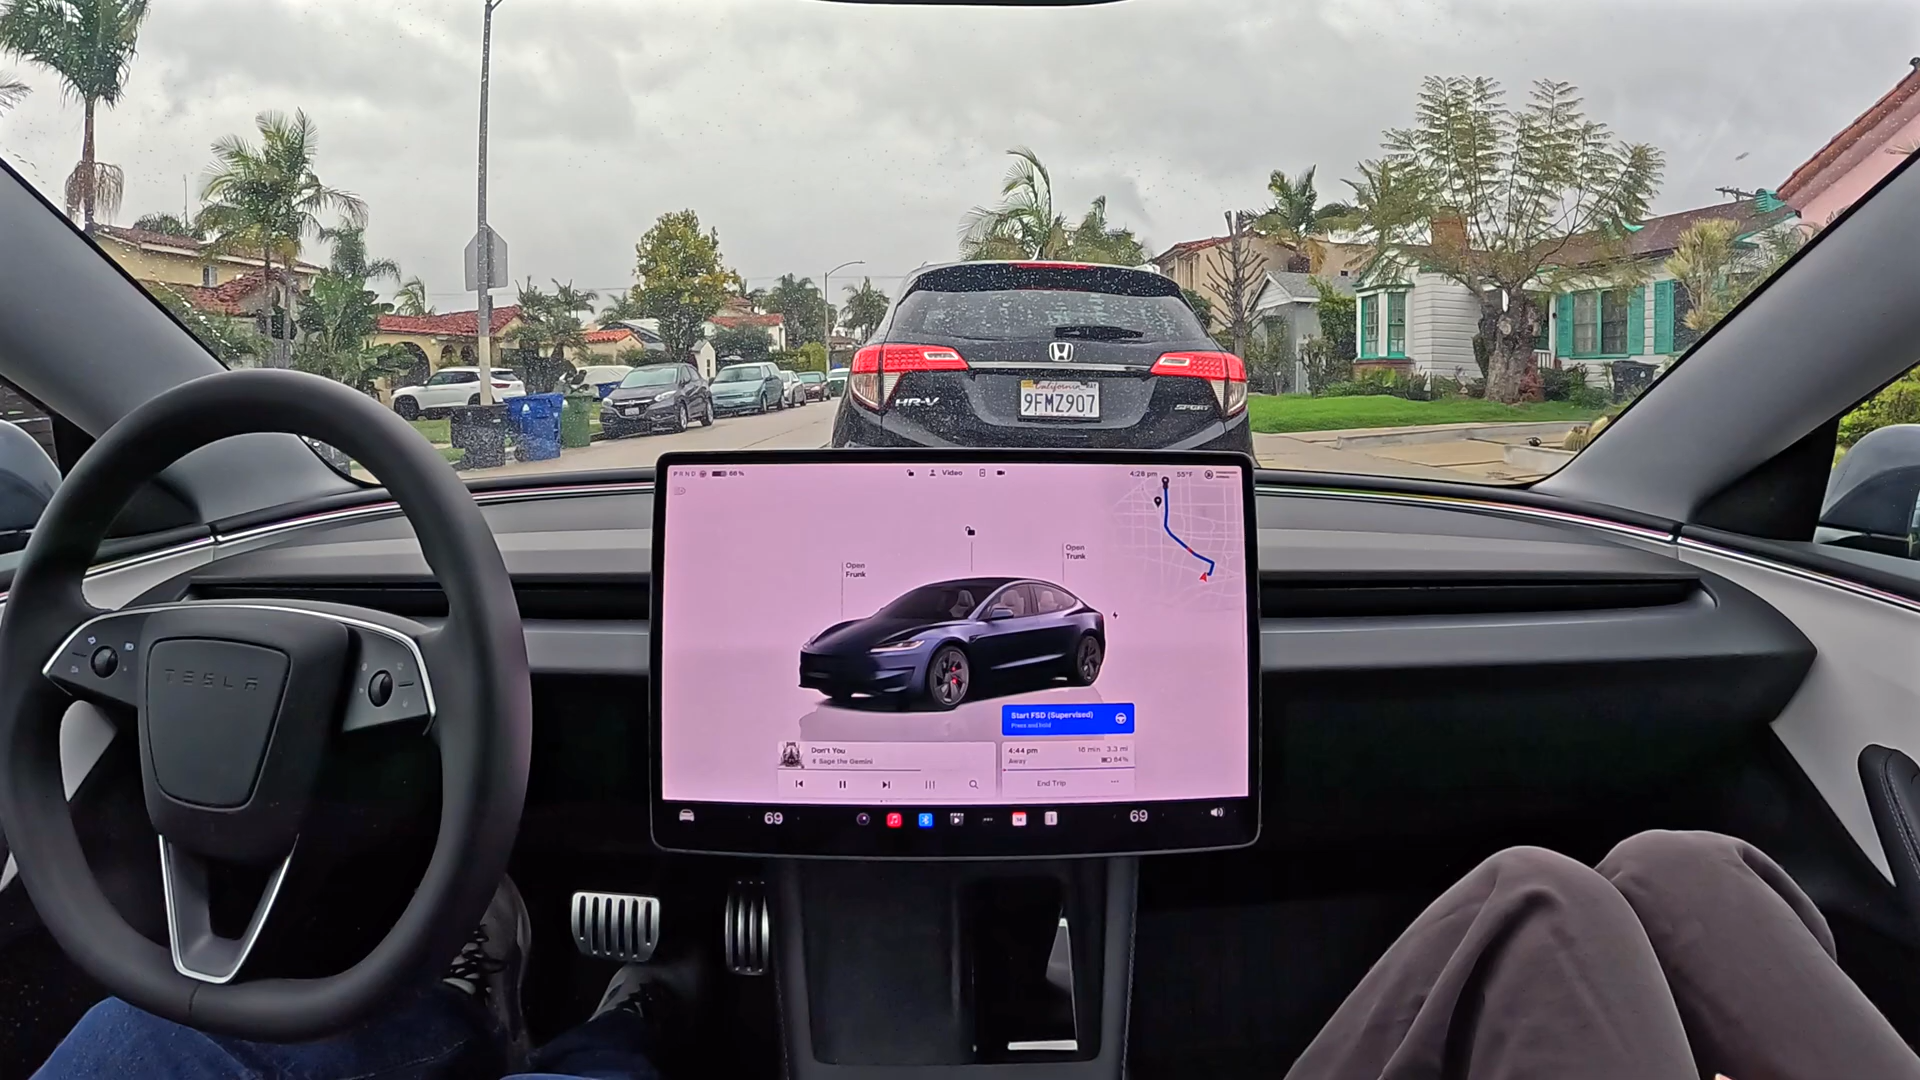 HR-V
California
9FMZ907
SPORT
TESLA
P R N D
66 %
Video
4:28 pm
55°F
Open
Frunk
Open
Trunk
Start FSD (Supervised)
Press and hold
Don't You
Sage the Gemini
4:44 pm
16 min 3.3 mi
Away
64%
End Trip
69
69